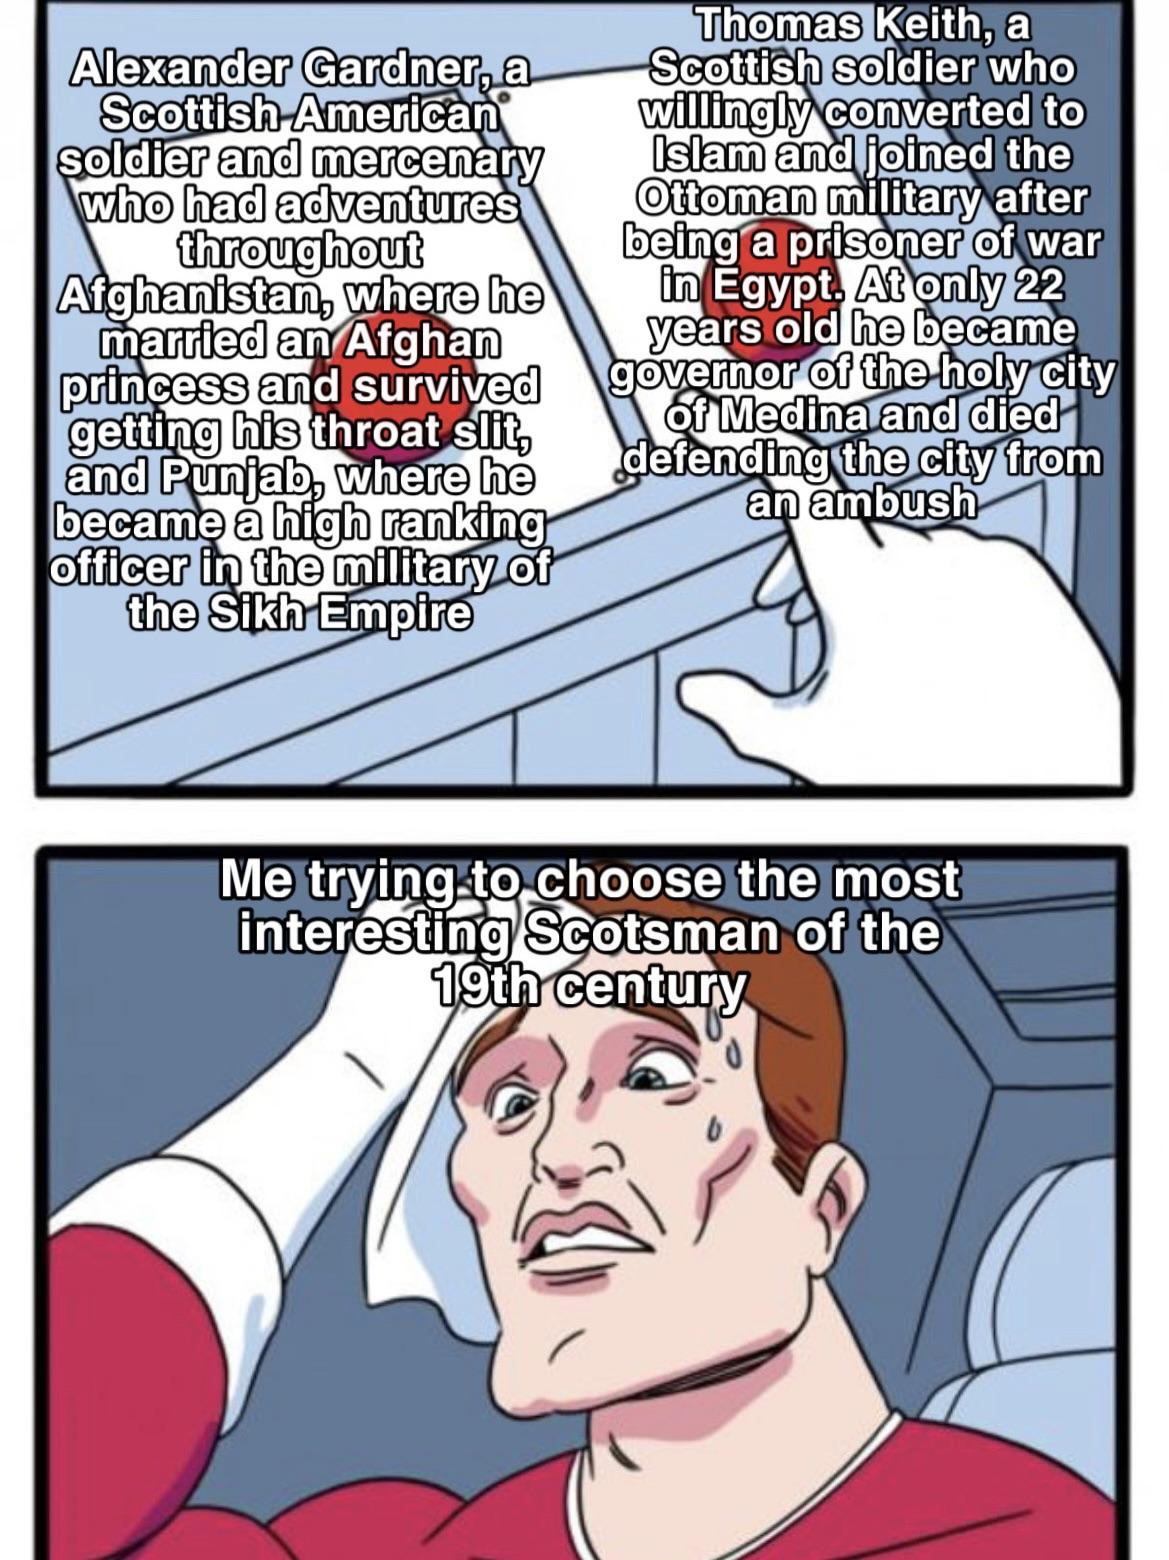 Alexander Gardner, a
Scottish American
soldier and mercenary
who had adventures
throughout
Afghanistan, where he
married an Afghan
princess and survived
getting his throat slit,
and Punjab, where he
became a high ranking
officer in the military of
the Sikh Empire
Thomas Keith, a
Scottish soldier who
willingly converted to
Islam and joined the
Ottoman military after
being a prisoner of war
in Egypt. At only 22
years old he became
governor of the holy city
of Medina and died
defending the city from
an ambush
Me trying to choose the most
interesting Scotsman of the
19th century